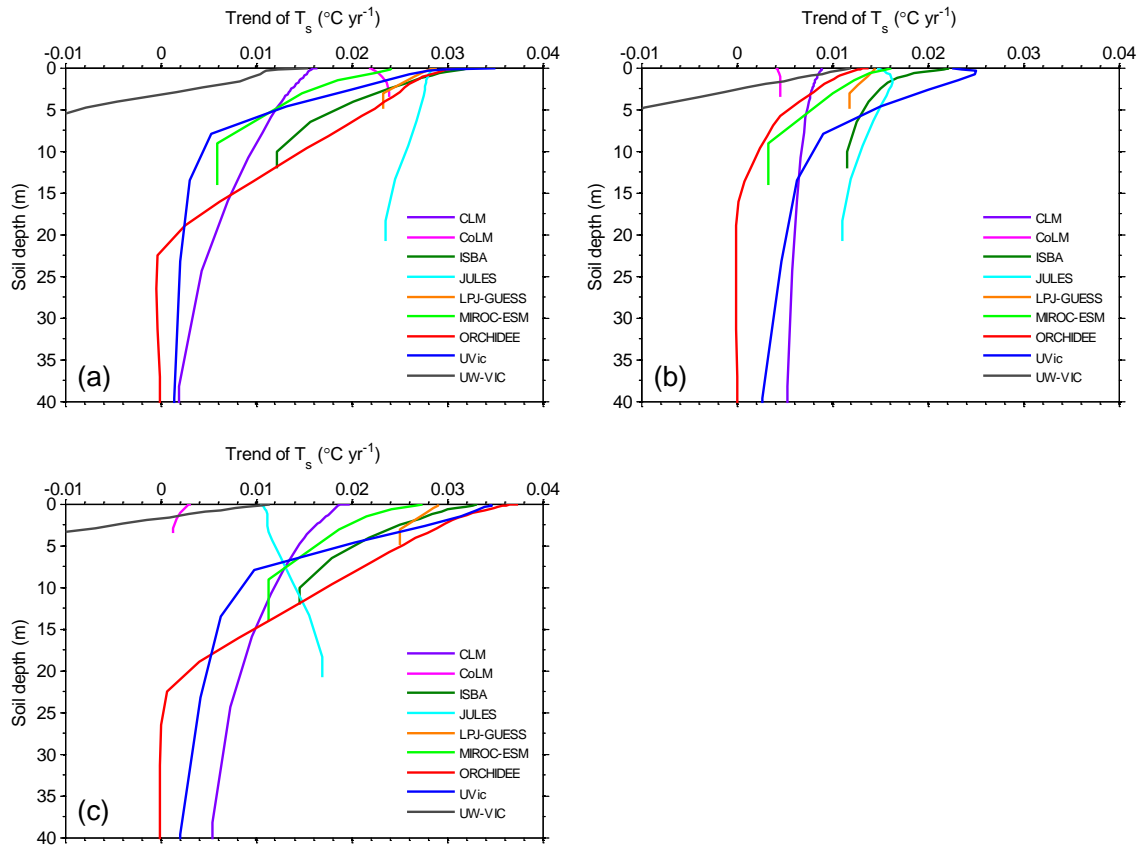 Trend of T_s (°C yr⁻¹)
-0.01 0 0.01 0.02 0.03 0.04
0
5
10
15
20
25
30
35
40
Soil depth (m)
CLM
CoLM
ISBA
JULES
LPJ-GUESS
MIROC-ESM
ORCHIDEE
UVic
UW-VIC
(a)
Trend of T_s (°C yr⁻¹)
-0.01 0 0.01 0.02 0.03 0.04
0
5
10
15
20
25
30
35
40
Soil depth (m)
CLM
CoLM
ISBA
JULES
LPJ-GUESS
MIROC-ESM
ORCHIDEE
UVic
UW-VIC
(b)
Trend of T_s (°C yr⁻¹)
-0.01 0 0.01 0.02 0.03 0.04
0
5
10
15
20
25
30
35
40
Soil depth (m)
CLM
CoLM
ISBA
JULES
LPJ-GUESS
MIROC-ESM
ORCHIDEE
UVic
UW-VIC
(c)